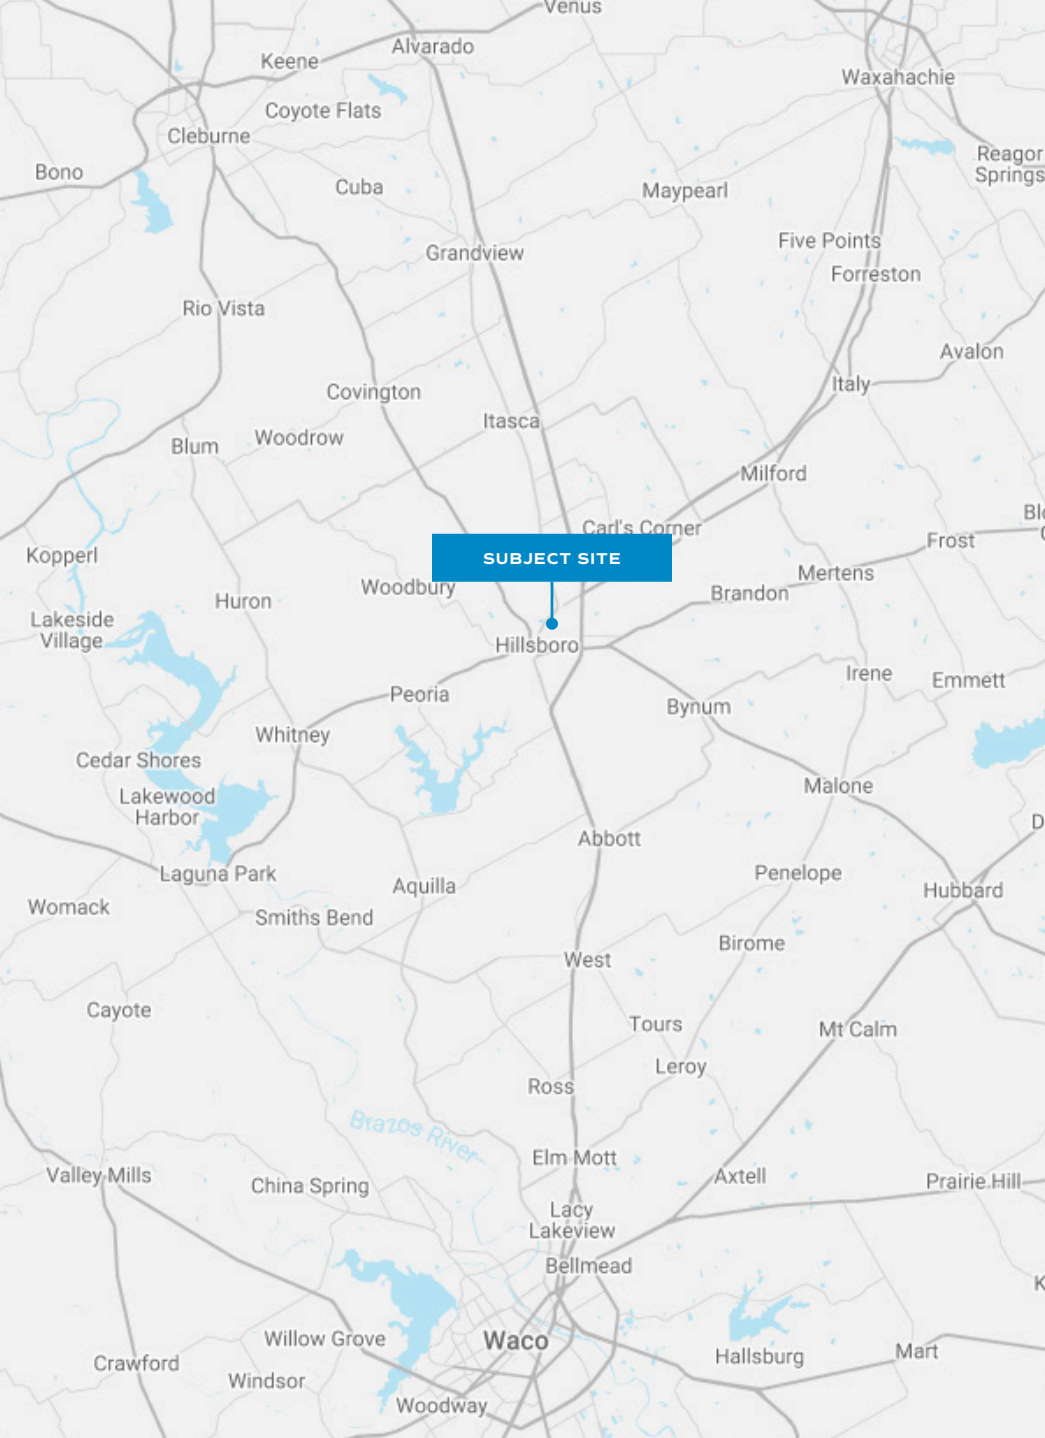 Venus
Alvarado
Keene
Waxahachie
Coyote Flats
Cleburne
Reagor
Springs
Bono
Cuba
Maypearl
Five Points
Grandview
Forreston
Rio Vista
Avalon
Italy
Covington
Itasca
Woodrow
Blum
Milford
Carl's Corner
Frost
Kopperl
SUBJECT SITE
Mertens
Woodbury
Brandon
Huron
Lakeside
Village
Hillsboro
Irene
Emmett
Peoria
Bynum
Whitney
Cedar Shores
Malone
Lakewood
Harbor
Abbott
Laguna Park
Penelope
Aquilla
Hubbard
Womack
Smiths Bend
Birome
West
Cayote
Tours
Mt Calm
Leroy
Ross
Brazos River
Elm Mott
Valley Mills
Axtell
China Spring
Prairie Hill
Lacy
Lakeview
Bellmead
Willow Grove
Waco
Hallsburg
Mart
Crawford
Windsor
Woodway